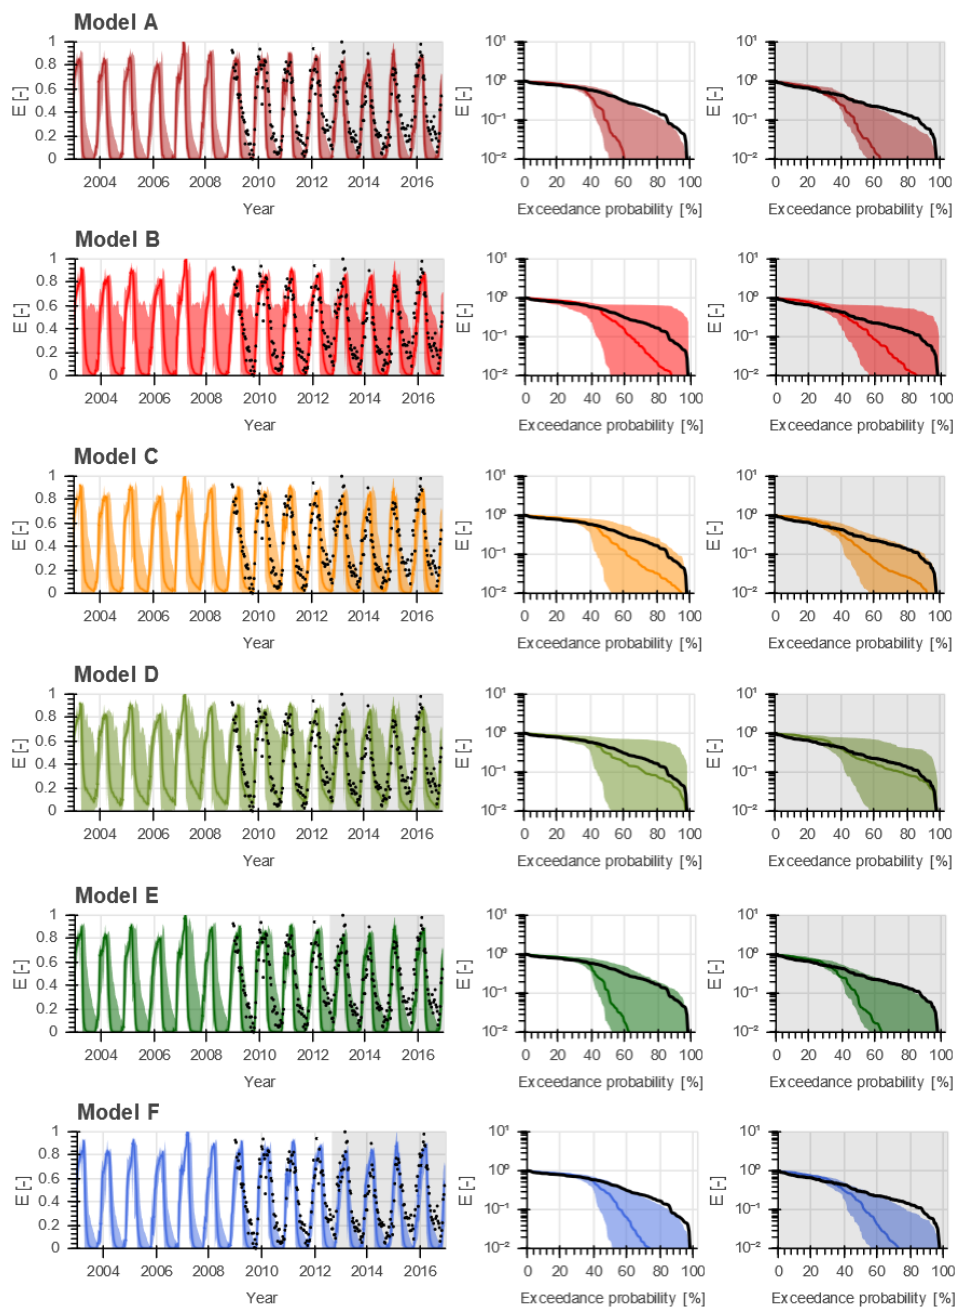 Model A
1
0.8
0.6
0.4
0.2
0
E [-]
2004 2006 2008 2010 2012 2014 2016
Year
10¹
10⁰
10⁻¹
10⁻²
E [-]
0 20 40 60 80 100
Exceedance probability [%]
10¹
10⁰
10⁻¹
10⁻²
E [-]
0 20 40 60 80 100
Exceedance probability [%]
Model B
1
0.8
0.6
0.4
0.2
0
E [-]
2004 2006 2008 2010 2012 2014 2016
Year
10¹
10⁰
10⁻¹
10⁻²
E [-]
0 20 40 60 80 100
Exceedance probability [%]
10¹
10⁰
10⁻¹
10⁻²
E [-]
0 20 40 60 80 100
Exceedance probability [%]
Model C
1
0.8
0.6
0.4
0.2
0
E [-]
2004 2006 2008 2010 2012 2014 2016
Year
10¹
10⁰
10⁻¹
10⁻²
E [-]
0 20 40 60 80 100
Exceedance probability [%]
10¹
10⁰
10⁻¹
10⁻²
E [-]
0 20 40 60 80 100
Exceedance probability [%]
Model D
1
0.8
0.6
0.4
0.2
0
E [-]
2004 2006 2008 2010 2012 2014 2016
Year
10¹
10⁰
10⁻¹
10⁻²
E [-]
0 20 40 60 80 100
Exceedance probability [%]
10¹
10⁰
10⁻¹
10⁻²
E [-]
0 20 40 60 80 100
Exceedance probability [%]
Model E
1
0.8
0.6
0.4
0.2
0
E [-]
2004 2006 2008 2010 2012 2014 2016
Year
10¹
10⁰
10⁻¹
10⁻²
E [-]
0 20 40 60 80 100
Exceedance probability [%]
10¹
10⁰
10⁻¹
10⁻²
E [-]
0 20 40 60 80 100
Exceedance probability [%]
Model F
1
0.8
0.6
0.4
0.2
0
E [-]
2004 2006 2008 2010 2012 2014 2016
Year
10¹
10⁰
10⁻¹
10⁻²
E [-]
0 20 40 60 80 100
Exceedance probability [%]
10¹
10⁰
10⁻¹
10⁻²
E [-]
0 20 40 60 80 100
Exceedance probability [%]